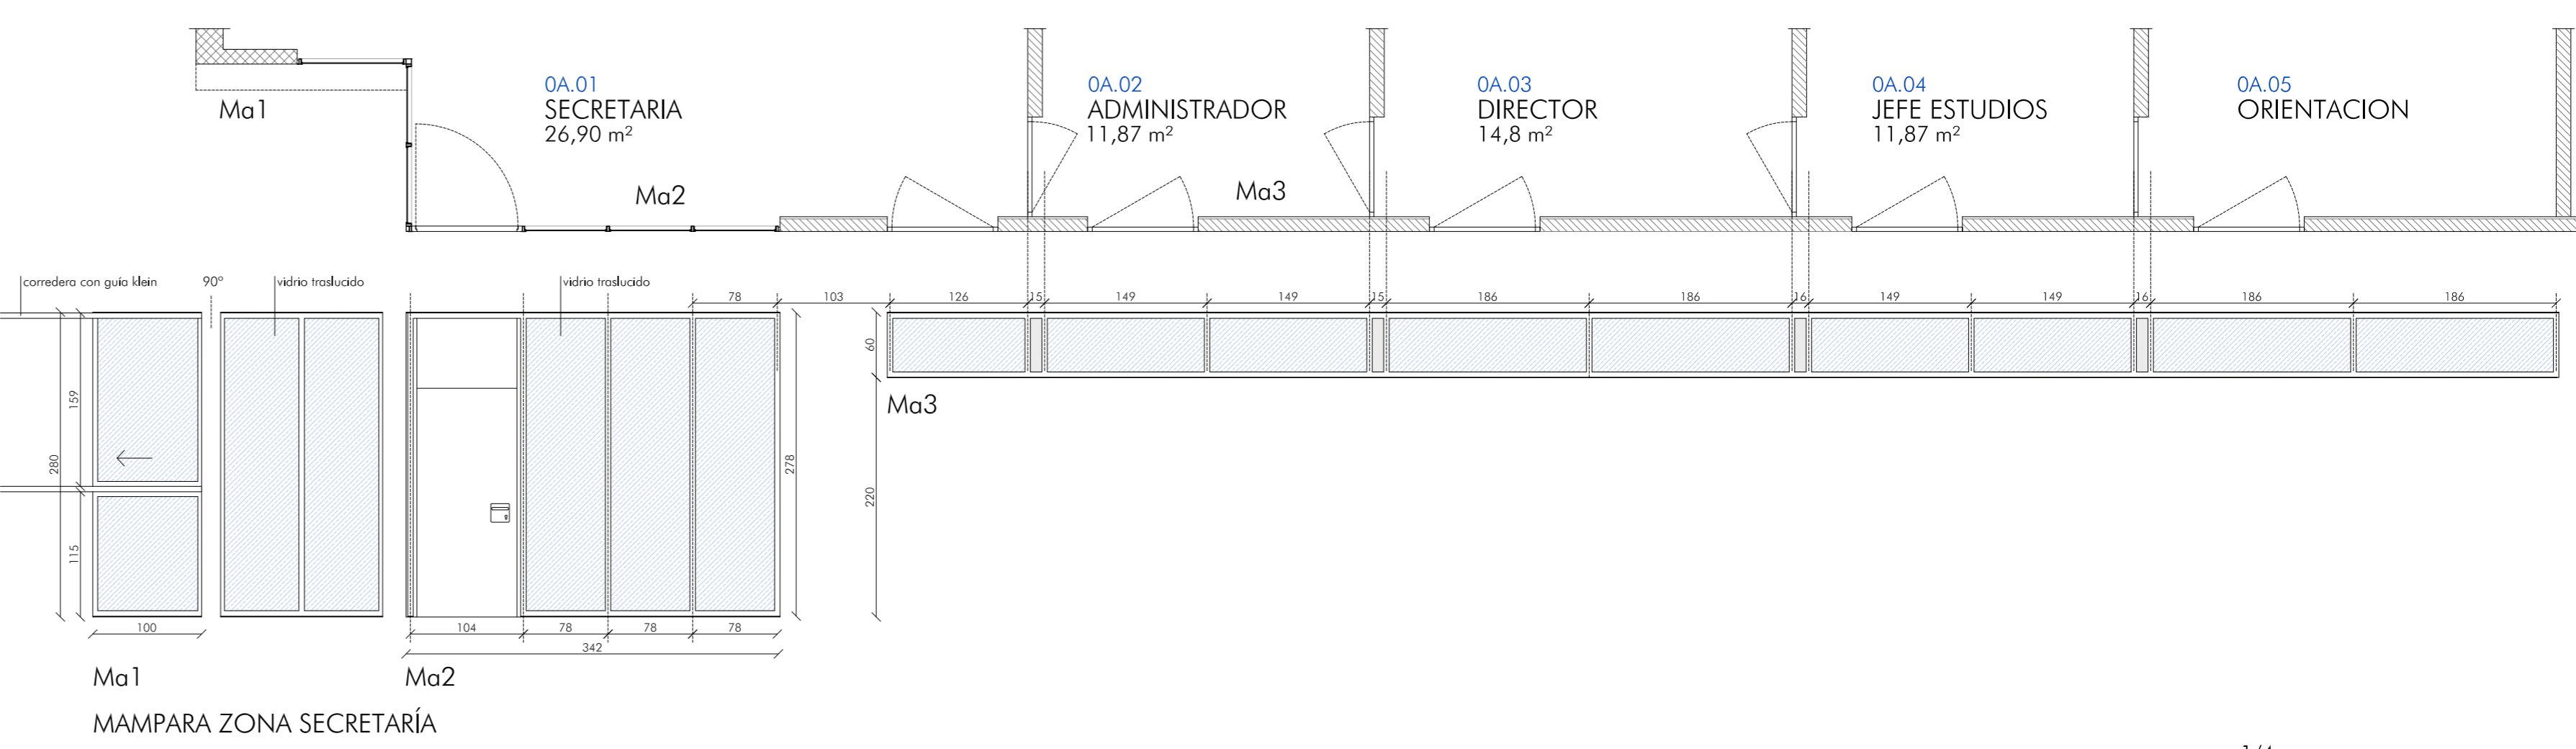 0A.01
SECRETARIA
26,90 m²
0A.02
ADMINISTRADOR
11,87 m²
0A.03
DIRECTOR
14,8 m²
0A.04
JEFE ESTUDIOS
11,87 m²
0A.05
ORIENTACION
Ma1
Ma2
Ma3
corredera con guía klein
90°
vidrio traslucido
vidrio traslucido
78
103
126
15
149
149
15
186
186
16
149
149
16
186
186
280
159
115
278
60
220
Ma3
100
104
78
78
78
342
Ma1
Ma2
MAMPARA ZONA SECRETARÍA